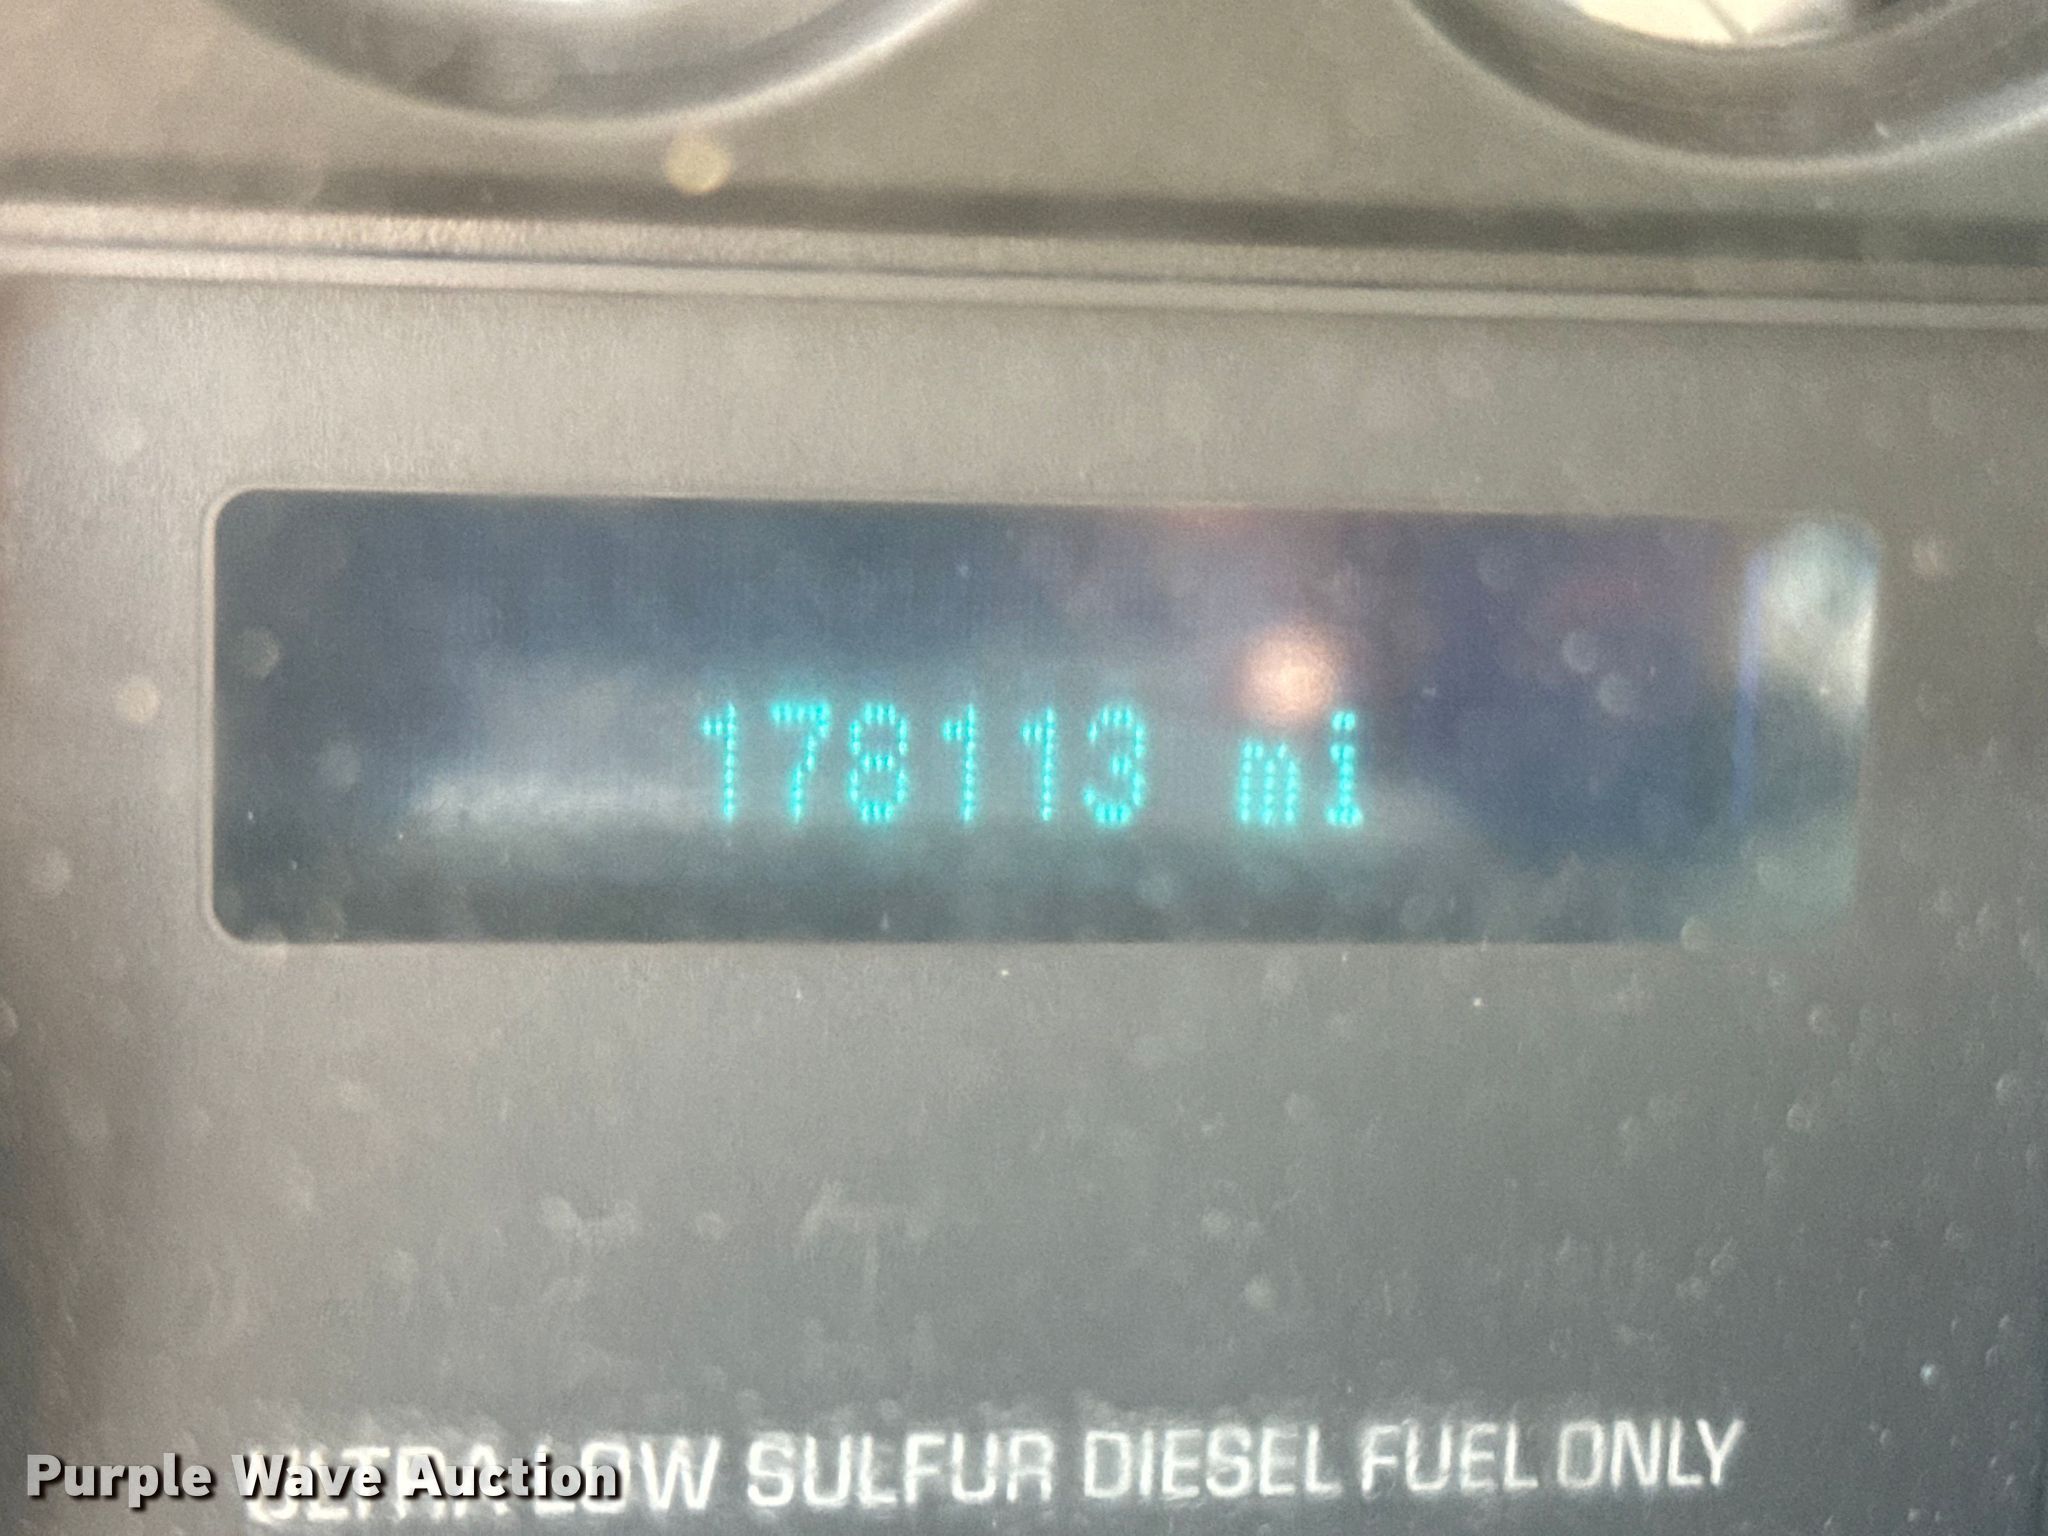 178113 mi
ULTRA LOW SULFUR DIESEL FUEL ONLY
Purple Wave Auction